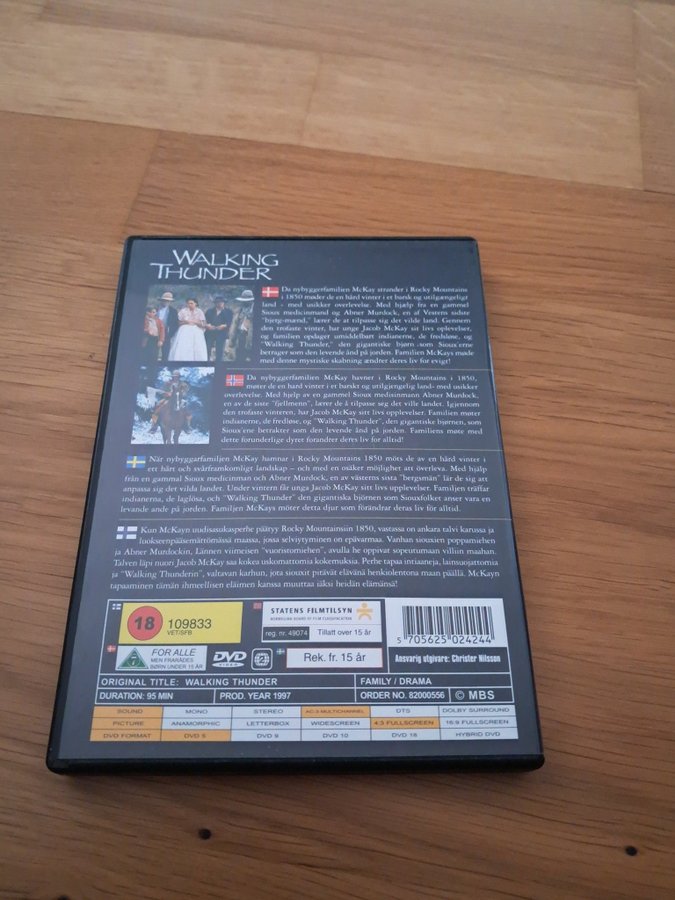 WALKING
THUNDER
Da nybyggerfamilien McKay strander i Rocky Mountains
i 1850 møder de en hård vinter i et barsk og utilgængeligt
land - med usikker overlevelse. Med hjælp fra en gammel
Sioux medicinmand og Abner Murdock, en af Vestens sidste
"bjerg-mænd," lærer de at tilpasse sig det vilde land. Gennem
den trofaste vinter, har unge Jacob McKay sit livs oplevelser,
og familien opdager umiddelbart indianerne, de fredløse, og
"Walking Thunder," den gigantiske bjørn som Sioux'erne
betrager som den levende ånd på jorden. Familien McKays møde
med denne mystiske skabning ændrer deres liv for evigt!
Da nybyggerfamilien McKay havner i Rocky Mountains i 1850,
møter de en hard vinter i et barskt og utilgjengelig land- med usikker
overlevelse. Med hjelp av en gammel Sioux medisinmann Abner Murdock,
en av de siste "fjellmenn", lærer de å tilpasse seg det ville landet. Igjennom
den trofaste vinteren, har Jacob McKay sitt livs opplevelser. Familien møter
indianerne, de fredløse, og "Walking Thunder", den gigantiske bjørnen, som
Sioux'ene betrakter som den levende ånden på jorden. Familiens møte med
dette forunderlige dyret forandrer deres liv for alltid!
När nybyggerfamiljen McKay hamnar i Rocky Mountains 1850 möts de av en hård vinter i
ett hårt och svårframkomligt landskap – och med en osäker möjlighet att överleva. Med hjälp
från en gammal Sioux medicinman och Abner Murdock, en av västerns sista "bergsmän" lär de sig att
anpassa sig det vilda landet. Under vintern får unga Jacob McKay sitt livs upplevelser. Familjen träffar
indianerna, de laglösa, och "Walking Thunder" den gigantiska björnen som Siouxfolket anser vara en
levande ande på jorden. Familjen McKays möter detta djur som förändrar deras liv för alltid.
Kun McKayn uudisasukasperhe päätyy Rocky Mountainsiin 1850, vastassa on ankara talvi karussa ja
luokseenpääsemättömässä maassa, jossa selviytyminen on epävarmaa. Vanhan siouxien poppamiehen
ja Abner Murdockin, Lännen viimeisen "vuoristomiehen", avulla he oppivat sopeutumaan villiin maahan.
Talven läpi nuori Jacob McKay saa kokea uskomattomia kokemuksia. Perhe tapaa intiaaneja, lainsuojattomia
ja "Walking Thunderin", valtavan karhun, jota siouxit pitävät elävänä henkiolentona maan päällä. McKayn
tapaaminen tämän ihmeellisen eläimen kanssa muuttaa iäksi heidän elämänsä!
18 109833
VET/SFB
STATENS FILMTILSYN
NORWEGIAN BOARD OF FILM CLASSIFICATION
reg. nr. 49074 Tillatt over 15 år
5 705625 024244
FOR ALLE
MEN FRARÅDES
BØRN UNDER 15 ÅR
DVD
VIDEO
Rek. fr. 15 år
Ansvarig utgivare: Christer Nilsson
ORIGINAL TITLE: WALKING THUNDER FAMILY / DRAMA
DURATION: 95 MIN PROD. YEAR 1997 ORDER NO. 82000556 © MBS
SOUND MONO STEREO AC-3 MULTICHANNEL DTS DOLBY SURROUND
PICTURE ANAMORPHIC LETTERBOX WIDESCREEN 4:3 FULLSCREEN 16:9 FULLSCREEN
DVD FORMAT DVD 5 DVD 9 DVD 10 DVD 18 HYBRID DVD